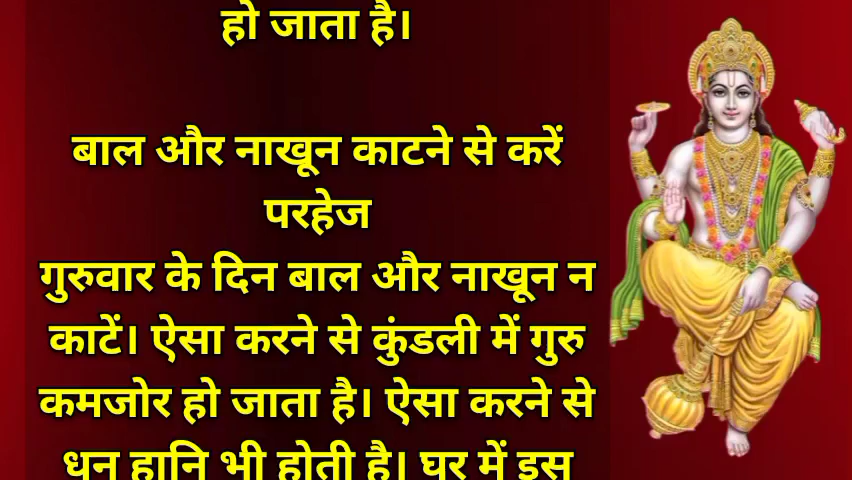 हो जाता है।
बाल और नाखून काटने से करें
परहेज
गुरुवार के दिन बाल और नाखून न
काटें। ऐसा करने से कुंडली में गुरु
कमजोर हो जाता है। ऐसा करने से
धन हानि भी होती है। घर में इस